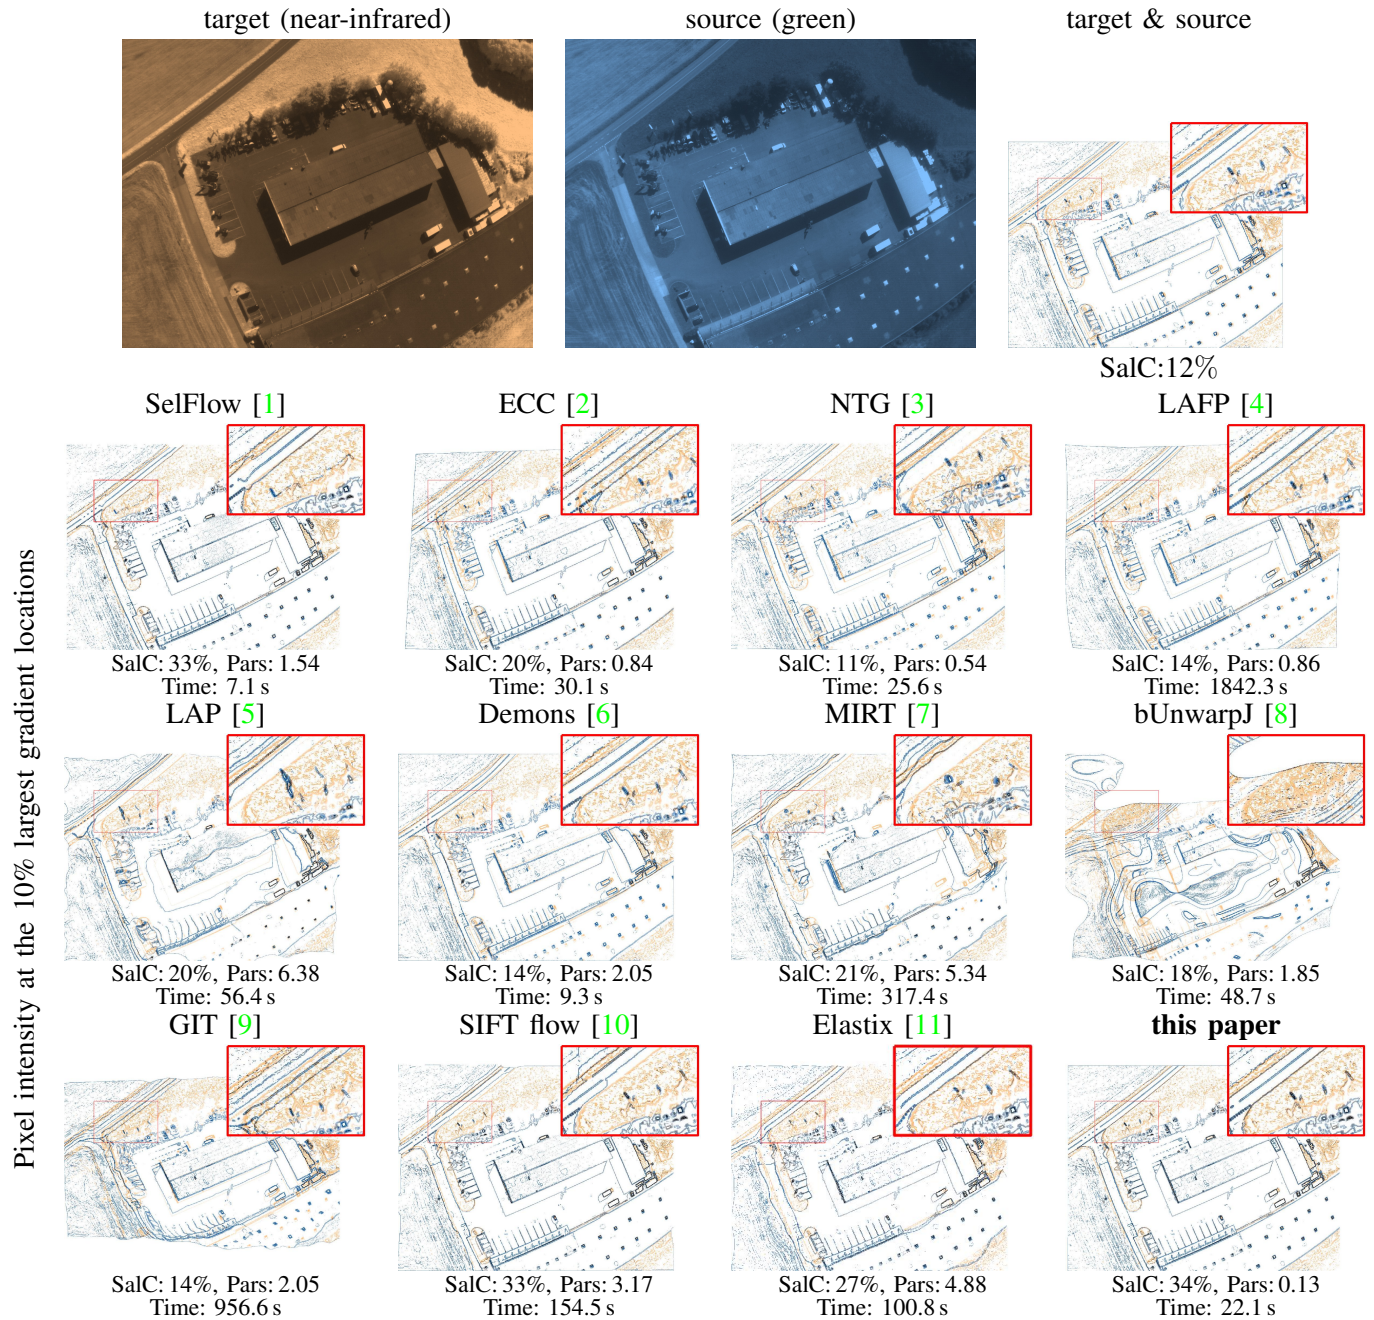 target (near-infrared) source (green) target & source
SalC:12%
SelFlow [1] ECC [2] NTG [3] LAFP [4]
SalC: 33%, Pars: 1.54 SalC: 20%, Pars: 0.84 SalC: 11%, Pars: 0.54 SalC: 14%, Pars: 0.86
Time: 7.1 s Time: 30.1 s Time: 25.6 s Time: 1842.3 s
LAP [5] Demons [6] MIRT [7] bUnwarpJ [8]
SalC: 20%, Pars: 6.38 SalC: 14%, Pars: 2.05 SalC: 21%, Pars: 5.34 SalC: 18%, Pars: 1.85
Time: 56.4 s Time: 9.3 s Time: 317.4 s Time: 48.7 s
GIT [9] SIFT flow [10] Elastix [11] this paper
SalC: 14%, Pars: 2.05 SalC: 33%, Pars: 3.17 SalC: 27%, Pars: 4.88 SalC: 34%, Pars: 0.13
Time: 956.6 s Time: 154.5 s Time: 100.8 s Time: 22.1 s
Pixel intensity at the 10% largest gradient locations